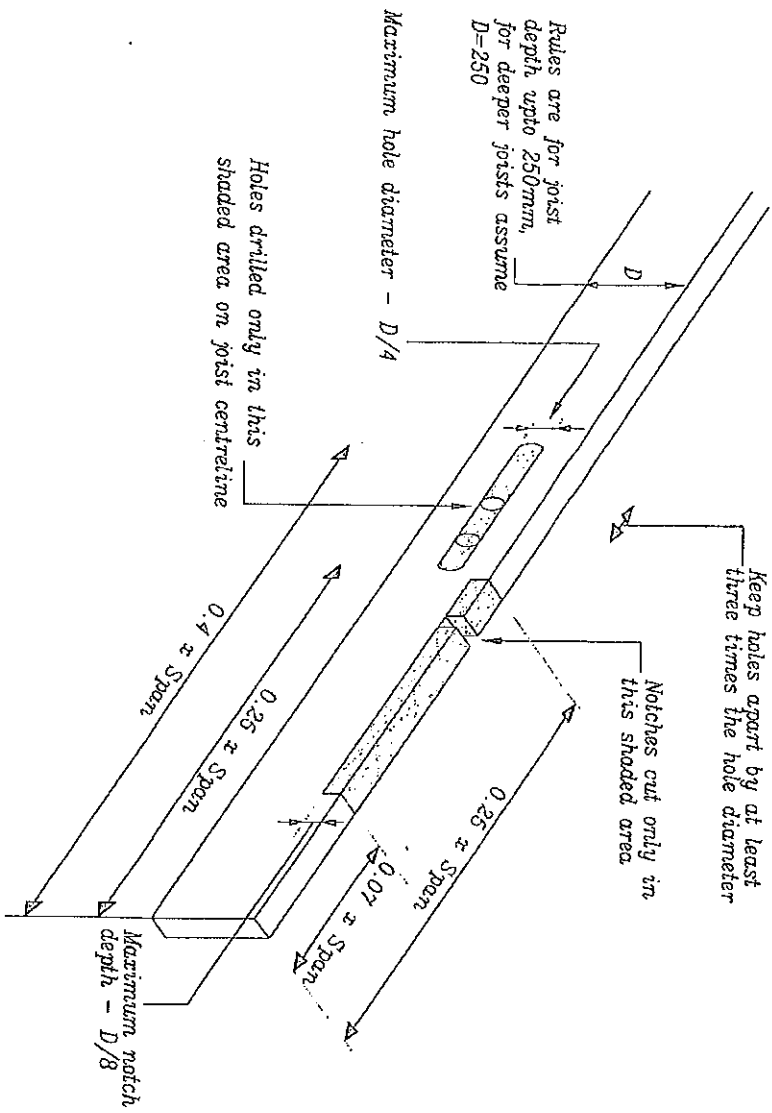 Rules are for joist
depth upto 250mm,
for deeper joists assume
D=250
Maximum hole diameter - D/4
Holes drilled only in this
shaded area on joist centreline
D
Keep holes apart by at least
three times the hole diameter
Notches cut only in
this shaded area
0.25 x Span
0.07 x Span
0.4 x Span
0.25 x Span
Maximum notch
depth - D/8